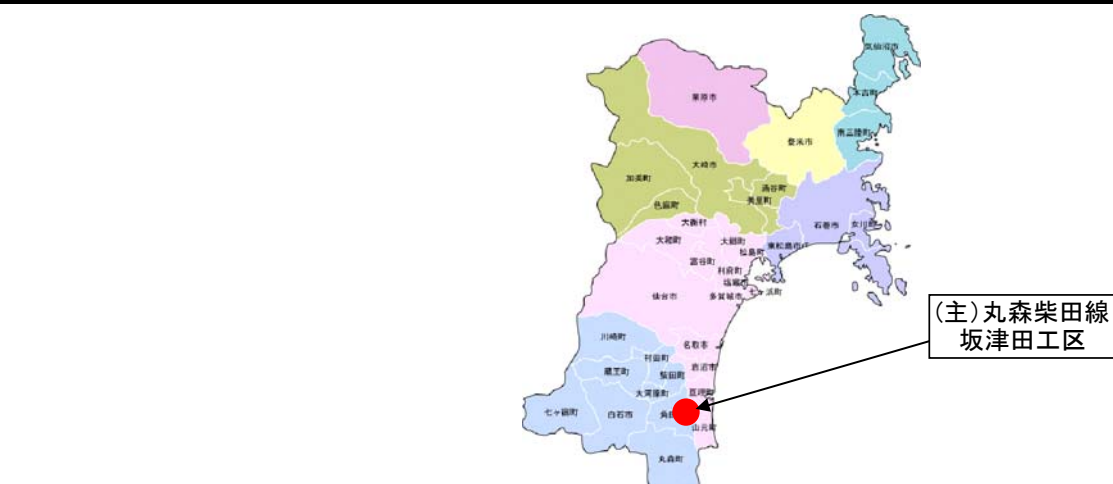 気仙沼市
本吉町
栗原市
南三陸町
登米市
大崎市
加美町
涌谷町
美里町
色麻町
大衡村
石巻市
女川町
大和町
大郷町
松島町
東松島市
富谷町
利府町
塩竈市
七ヶ浜町
仙台市
多賀城市
(主)丸森柴田線
坂津田工区
川崎町
名取市
村田町
岩沼市
蔵王町
柴田町
大河原町
亘理町
七ヶ宿町
白石市
山元町
丸森町